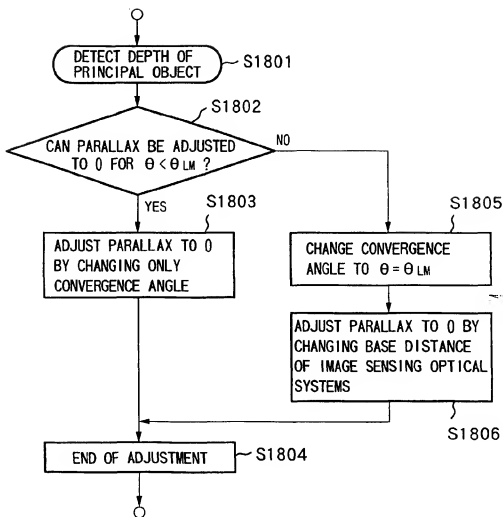 DETECT DEPTH OF
PRINCIPAL OBJECT
S1801
S1802
CAN PARALLAX BE ADJUSTED
TO 0 FOR θ < θLM ?
NO
YES
S1803
ADJUST PARALLAX TO 0
BY CHANGING ONLY
CONVERGENCE ANGLE
S1805
CHANGE CONVERGENCE
ANGLE TO θ = θLM
ADJUST PARALLAX TO 0 BY
CHANGING BASE DISTANCE
OF IMAGE SENSING OPTICAL
SYSTEMS
S1806
END OF ADJUSTMENT
S1804